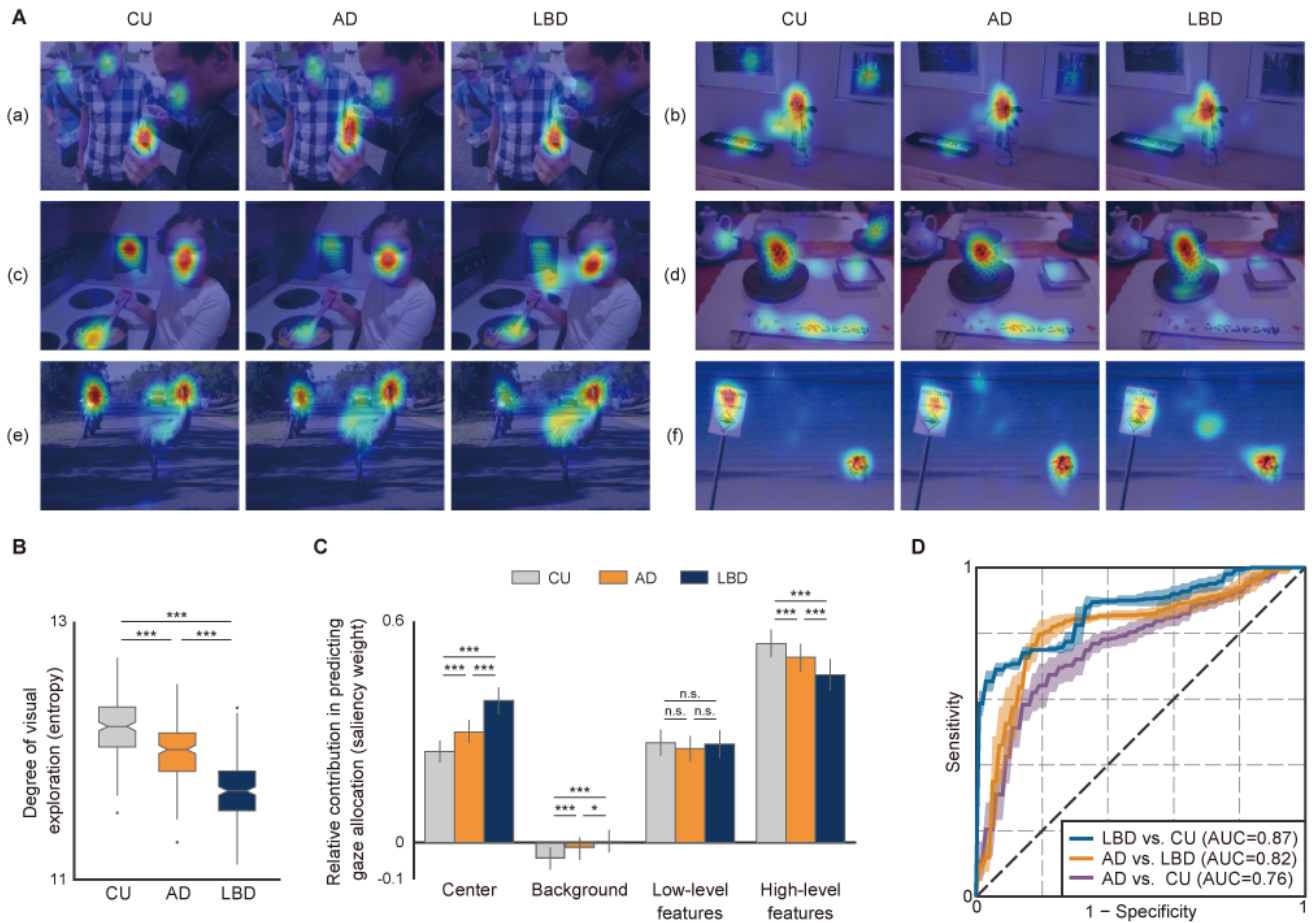 A
CU
AD
LBD
CU
AD
LBD
(a)
(b)
(c)
(d)
(e)
(f)
B
Degree of visual
exploration (entropy)
13
11
***
***
***
CU
AD
LBD
C
CU
AD
LBD
Relative contribution in predicting
gaze allocation (saliency weight)
0.6
0
-0.1
***
***
***
***
***
*
n.s.
n.s.
n.s.
***
***
***
Center
Background
Low-level
features
High-level
features
D
Sensitivity
1
0
LBD vs. CU (AUC=0.87)
AD vs. LBD (AUC=0.82)
AD vs. CU (AUC=0.76)
0
1 − Specificity
1